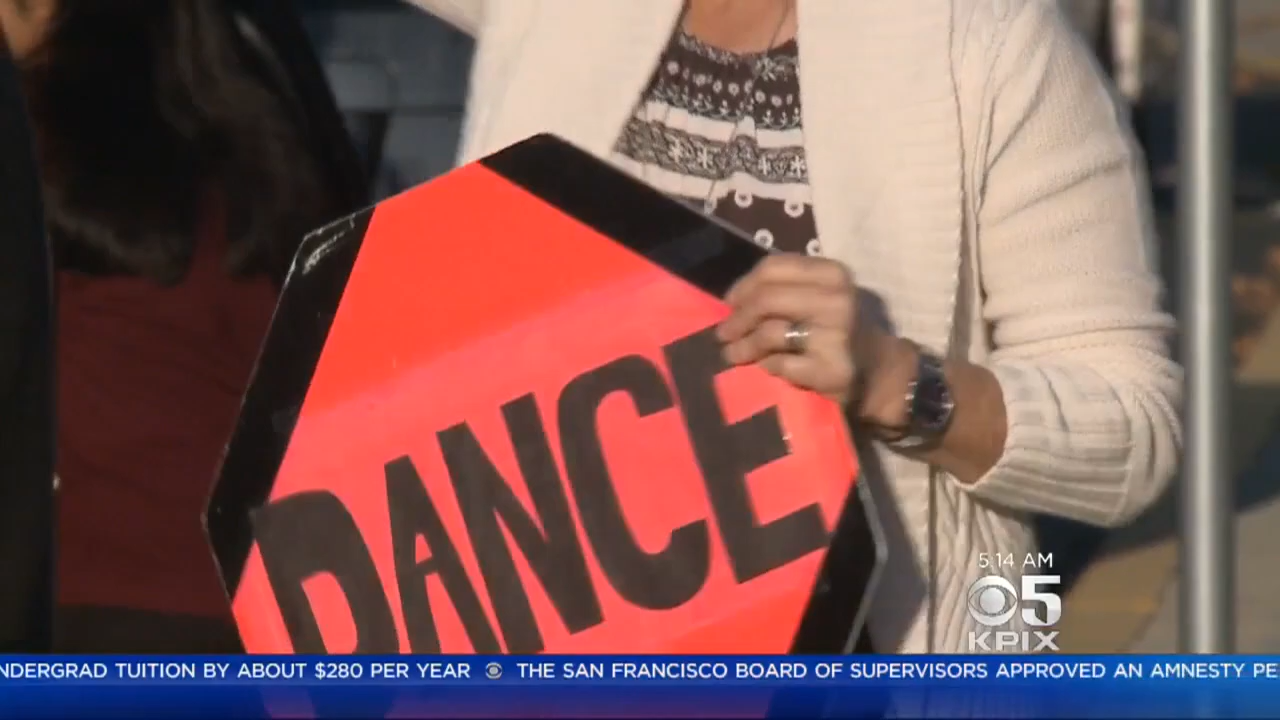 DANCE
5:14 AM
5
KPIX
NDERGRAD TUITION BY ABOUT $280 PER YEAR THE SAN FRANCISCO BOARD OF SUPERVISORS APPROVED AN AMNESTY PE